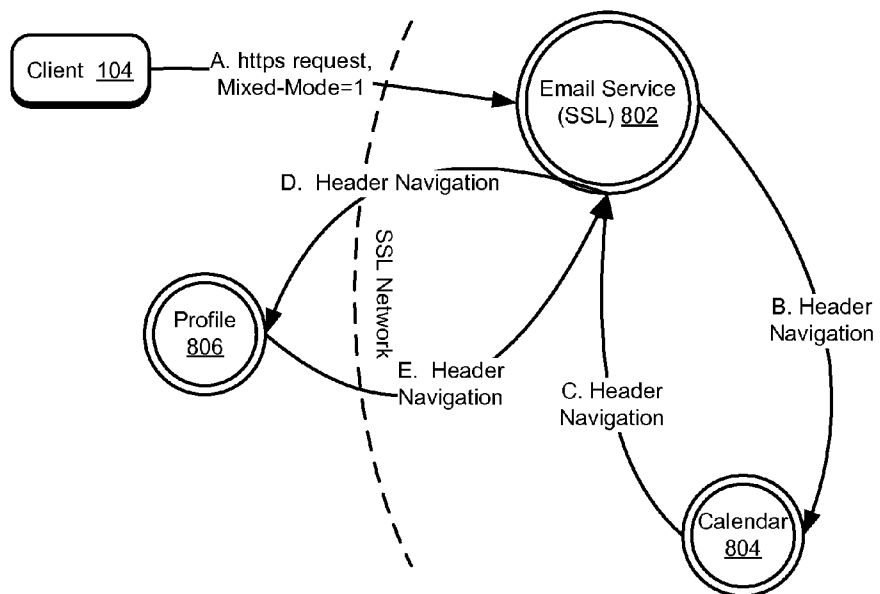 Client 104
A. https request,
Mixed-Mode=1
Email Service
(SSL) 802
D. Header Navigation
SSL Network
Profile
806
B. Header
Navigation
E. Header
Navigation
C. Header
Navigation
Calendar
804